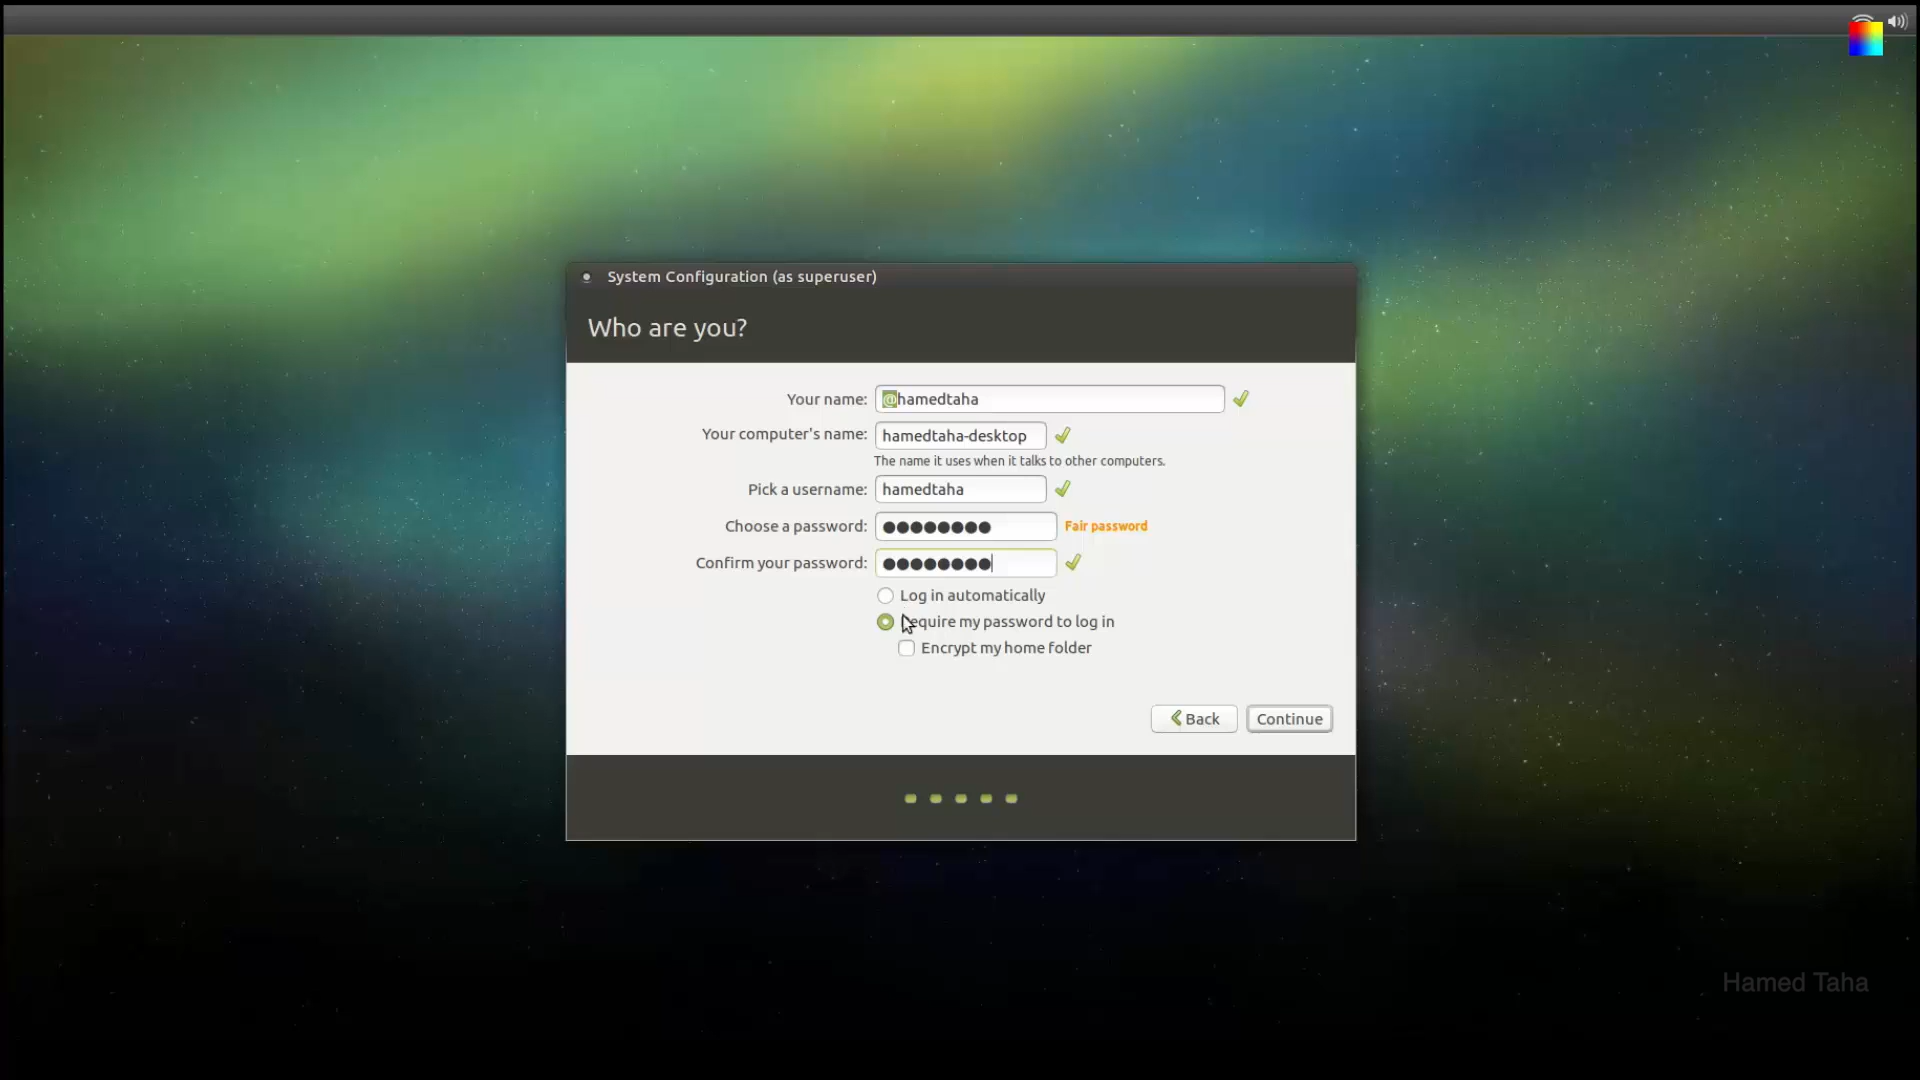 System Configuration (as superuser)
Who are you?
Your name: @hamedtaha
Your computer's name: hamedtaha-desktop
The name it uses when it talks to other computers.
Pick a username: hamedtaha
Choose a password: ●●●●●●●● Fair password
Confirm your password: ●●●●●●●●
Log in automatically
equire my password to log in
Encrypt my home folder
Back Continue
Hamed Taha